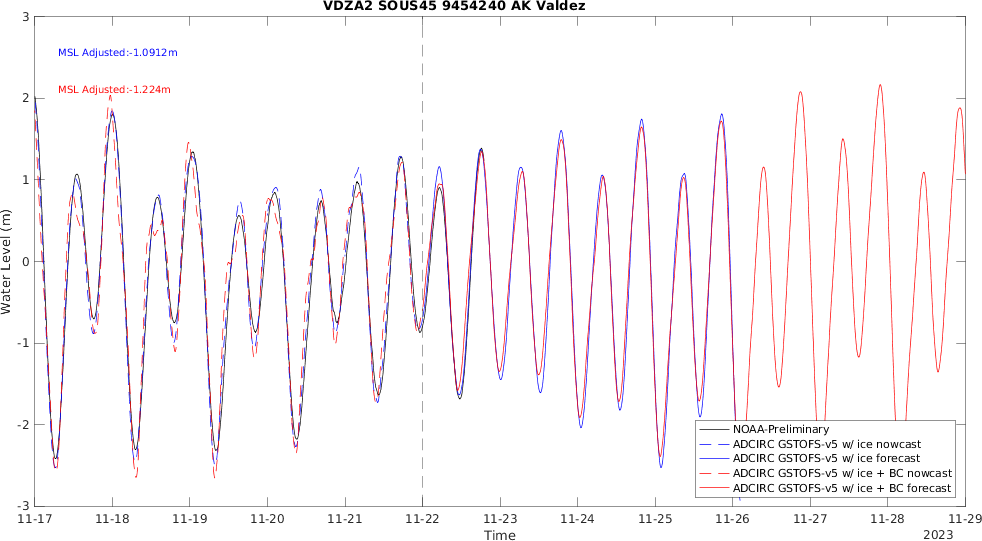 VDZA2 SOUS45 9454240 AK Valdez
MSL Adjusted:-1.0912m
MSL Adjusted:-1.224m
3
2
1
0
-1
-2
-3
Water Level (m)
NOAA-Preliminary
ADCIRC GSTOFS-v5 w/ ice nowcast
ADCIRC GSTOFS-v5 w/ ice forecast
ADCIRC GSTOFS-v5 w/ ice + BC nowcast
ADCIRC GSTOFS-v5 w/ ice + BC forecast
11-17 11-18 11-19 11-20 11-21 11-22 11-23 11-24 11-25 11-26 11-27 11-28 11-29
Time
2023